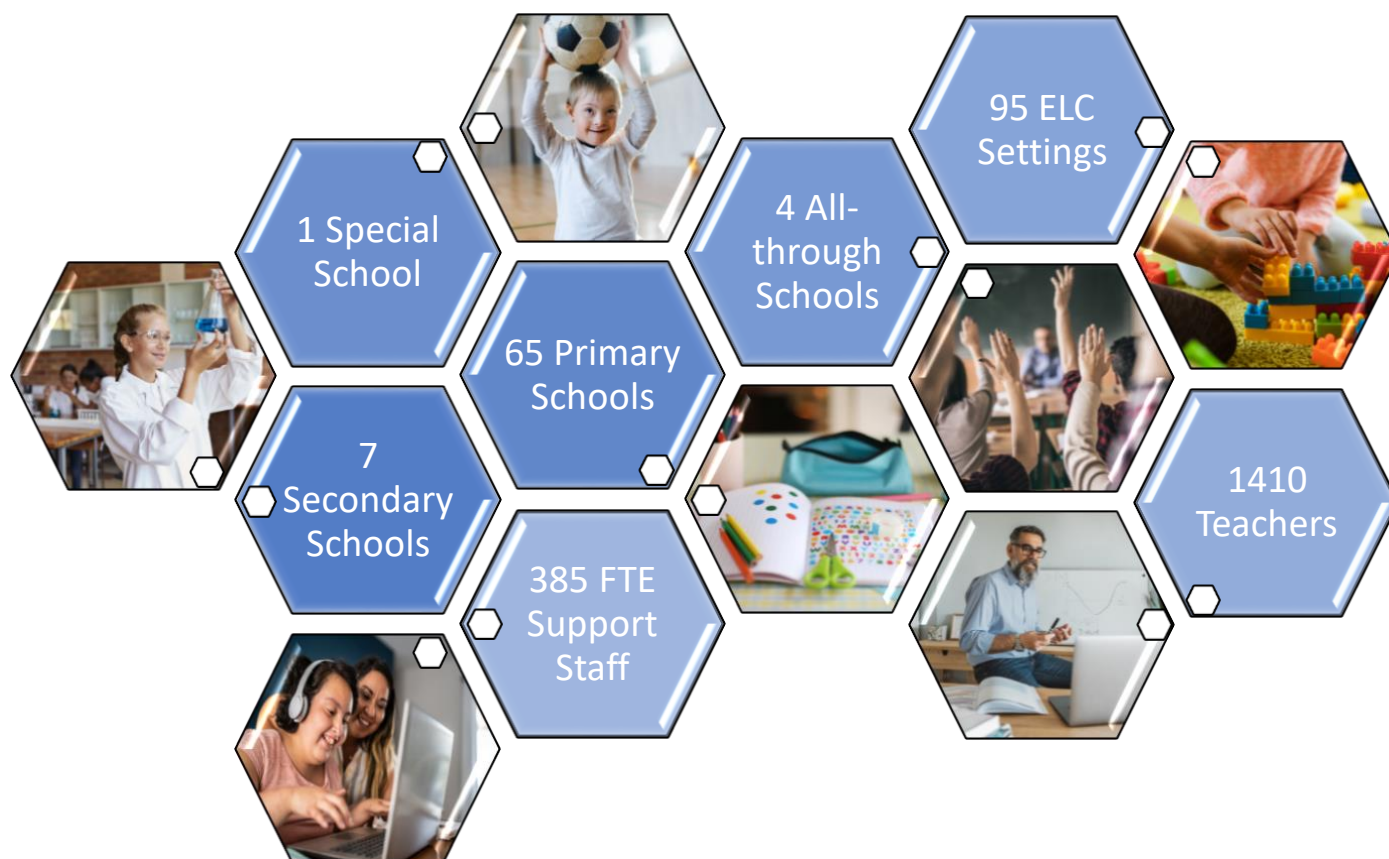 95 ELC
Settings
1 Special
School
4 All-
through
Schools
65 Primary
Schools
7
Secondary
Schools
1410
Teachers
385 FTE
Support
Staff